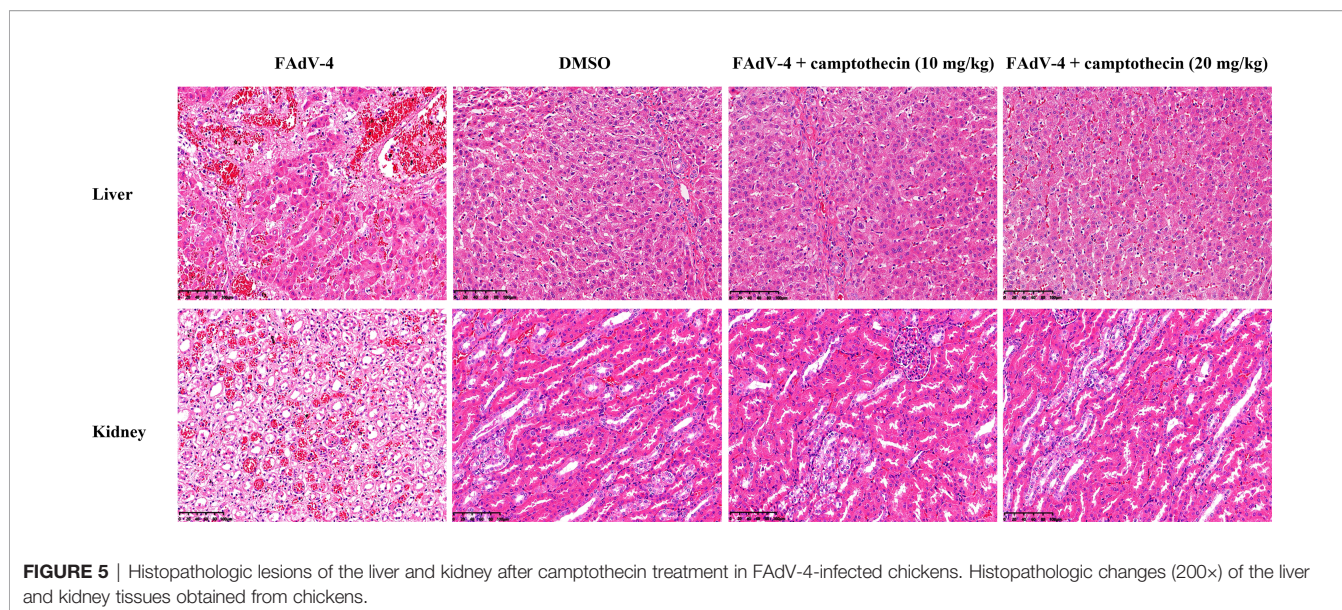 FAdV-4 DMSO FAdV-4 + camptothecin (10 mg/kg) FAdV-4 + camptothecin (20 mg/kg)
Liver
Kidney
FIGURE 5 | Histopathologic lesions of the liver and kidney after camptothecin treatment in FAdV-4-infected chickens. Histopathologic changes (200×) of the liver
and kidney tissues obtained from chickens.